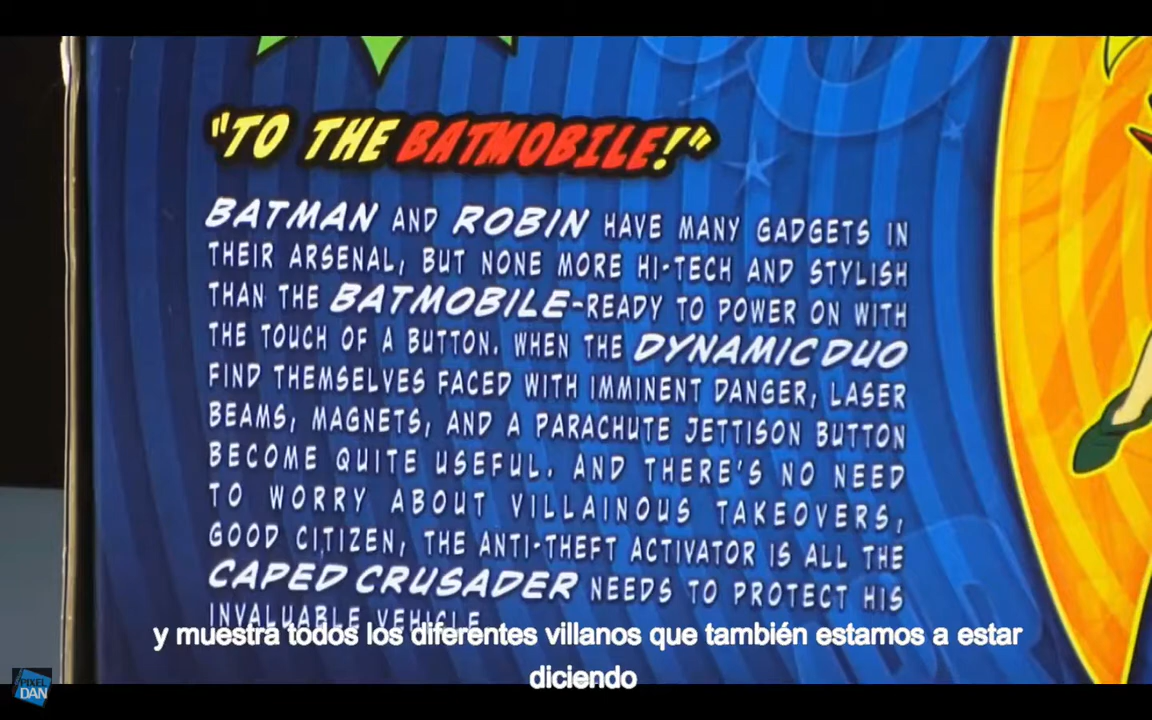 "TO THE BATMOBILE!"
BATMAN AND ROBIN HAVE MANY GADGETS IN
THEIR ARSENAL, BUT NONE MORE HI-TECH AND STYLISH
THAN THE BATMOBILE-READY TO POWER ON WITH
THE TOUCH OF A BUTTON. WHEN THE DYNAMIC DUO
FIND THEMSELVES FACED WITH IMMINENT DANGER, LASER
BEAMS, MAGNETS, AND A PARACHUTE JETTISON BUTTON
BECOME QUITE USEFUL. AND THERE'S NO NEED
TO WORRY ABOUT VILLAINOUS TAKEOVERS,
GOOD CITIZEN, THE ANTI-THEFT ACTIVATOR IS ALL THE
CAPED CRUSADER NEEDS TO PROTECT HIS
INVALUABLE VEHICLE
y muestra todos los diferentes villanos que también estamos a estar
diciendo
PIXEL
DAN